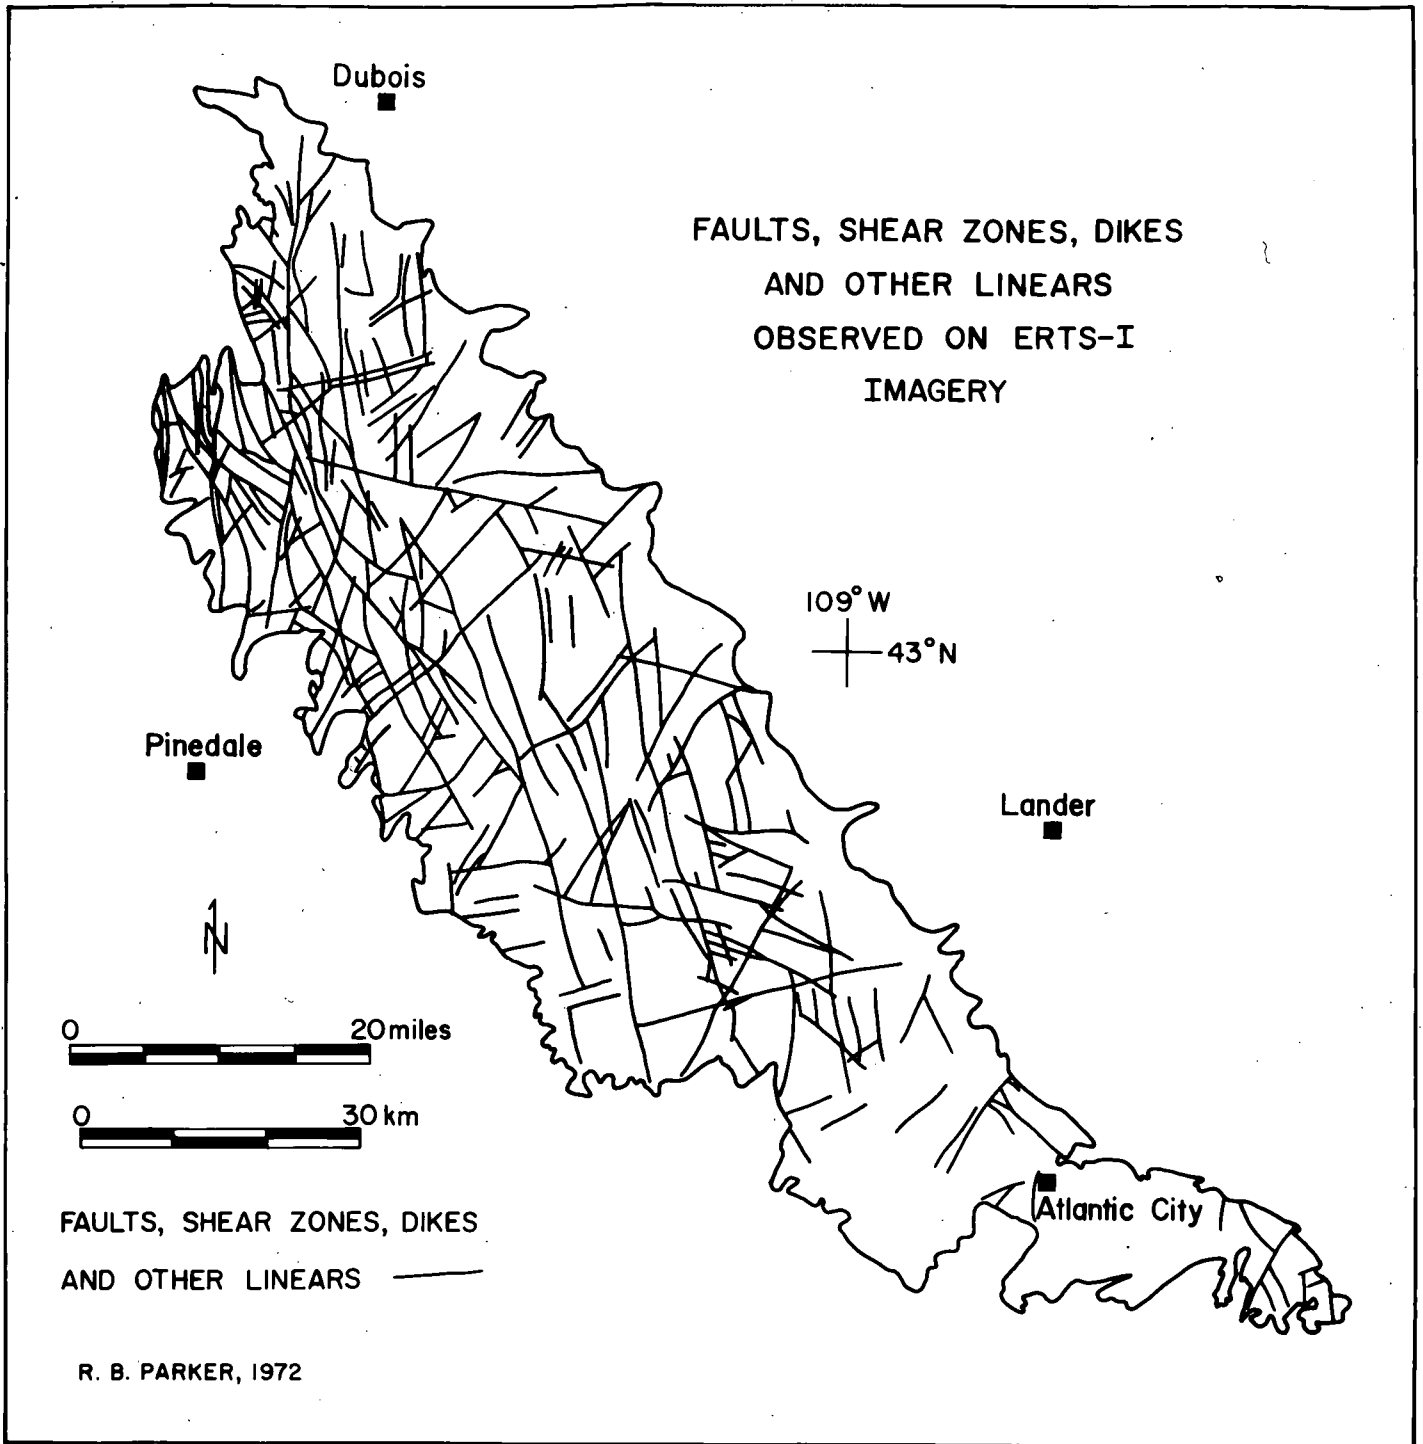 Dubois
FAULTS, SHEAR ZONES, DIKES
AND OTHER LINEARS
OBSERVED ON ERTS-I
IMAGERY
109°W
43°N
Pinedale
Lander
N
0 20 miles
0 30 km
Atlantic City
FAULTS, SHEAR ZONES, DIKES
AND OTHER LINEARS
R. B. PARKER, 1972